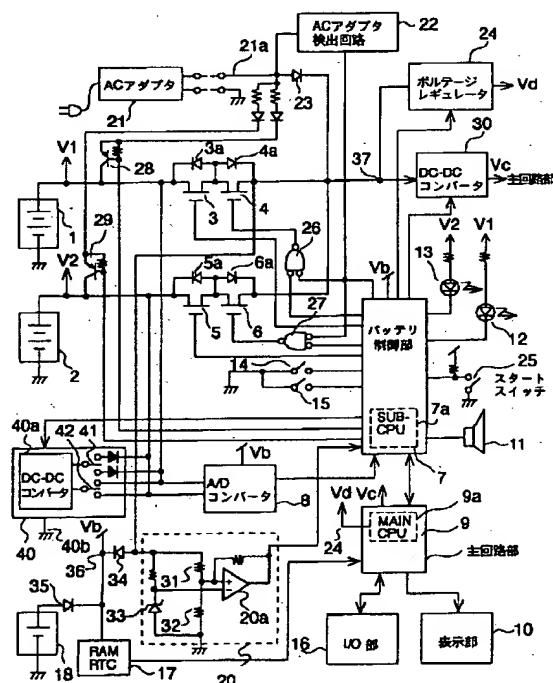 ACアダプタ
検出回路
22
21a
24
ACアダプタ
21
23
ボルテージ
レギュレータ
Vd
30
V1
28
3a
4a
37
DC-DC
コンバータ
Vc
主回路部
1
3
4
29
V2
26
V2
V1
5a
6a
13
Vb
27
バッテリ
制御部
12
2
5
6
14
25
スタート
スイッチ
15
SUB-
CPU
7a
40a
42
41
Vb
7
11
DC-DC
コンバータ
A/D
コンバータ
8
Vd
Vc
9a
40
40b
Vb
24
MAIN
CPU
9
主回路部
36
34
31
35
33
32
20a
18
RAM
RTC
17
20
16
I/O部
表示部
10